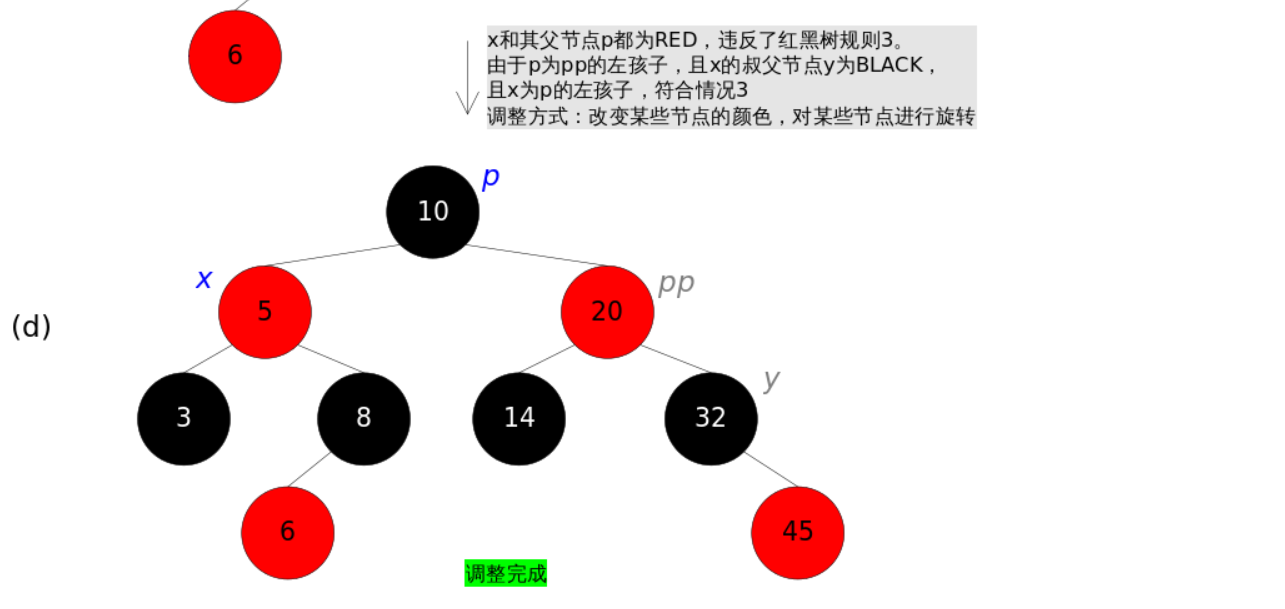 6
x和其父节点p都为RED，违反了红黑树规则3。
由于p为pp的左孩子，且x的叔父节点y为BLACK，
且x为p的左孩子，符合情况3
调整方式：改变某些节点的颜色，对某些节点进行旋转
p
10
x
5
20
pp
(d)
3
8
14
32
y
6
45
调整完成